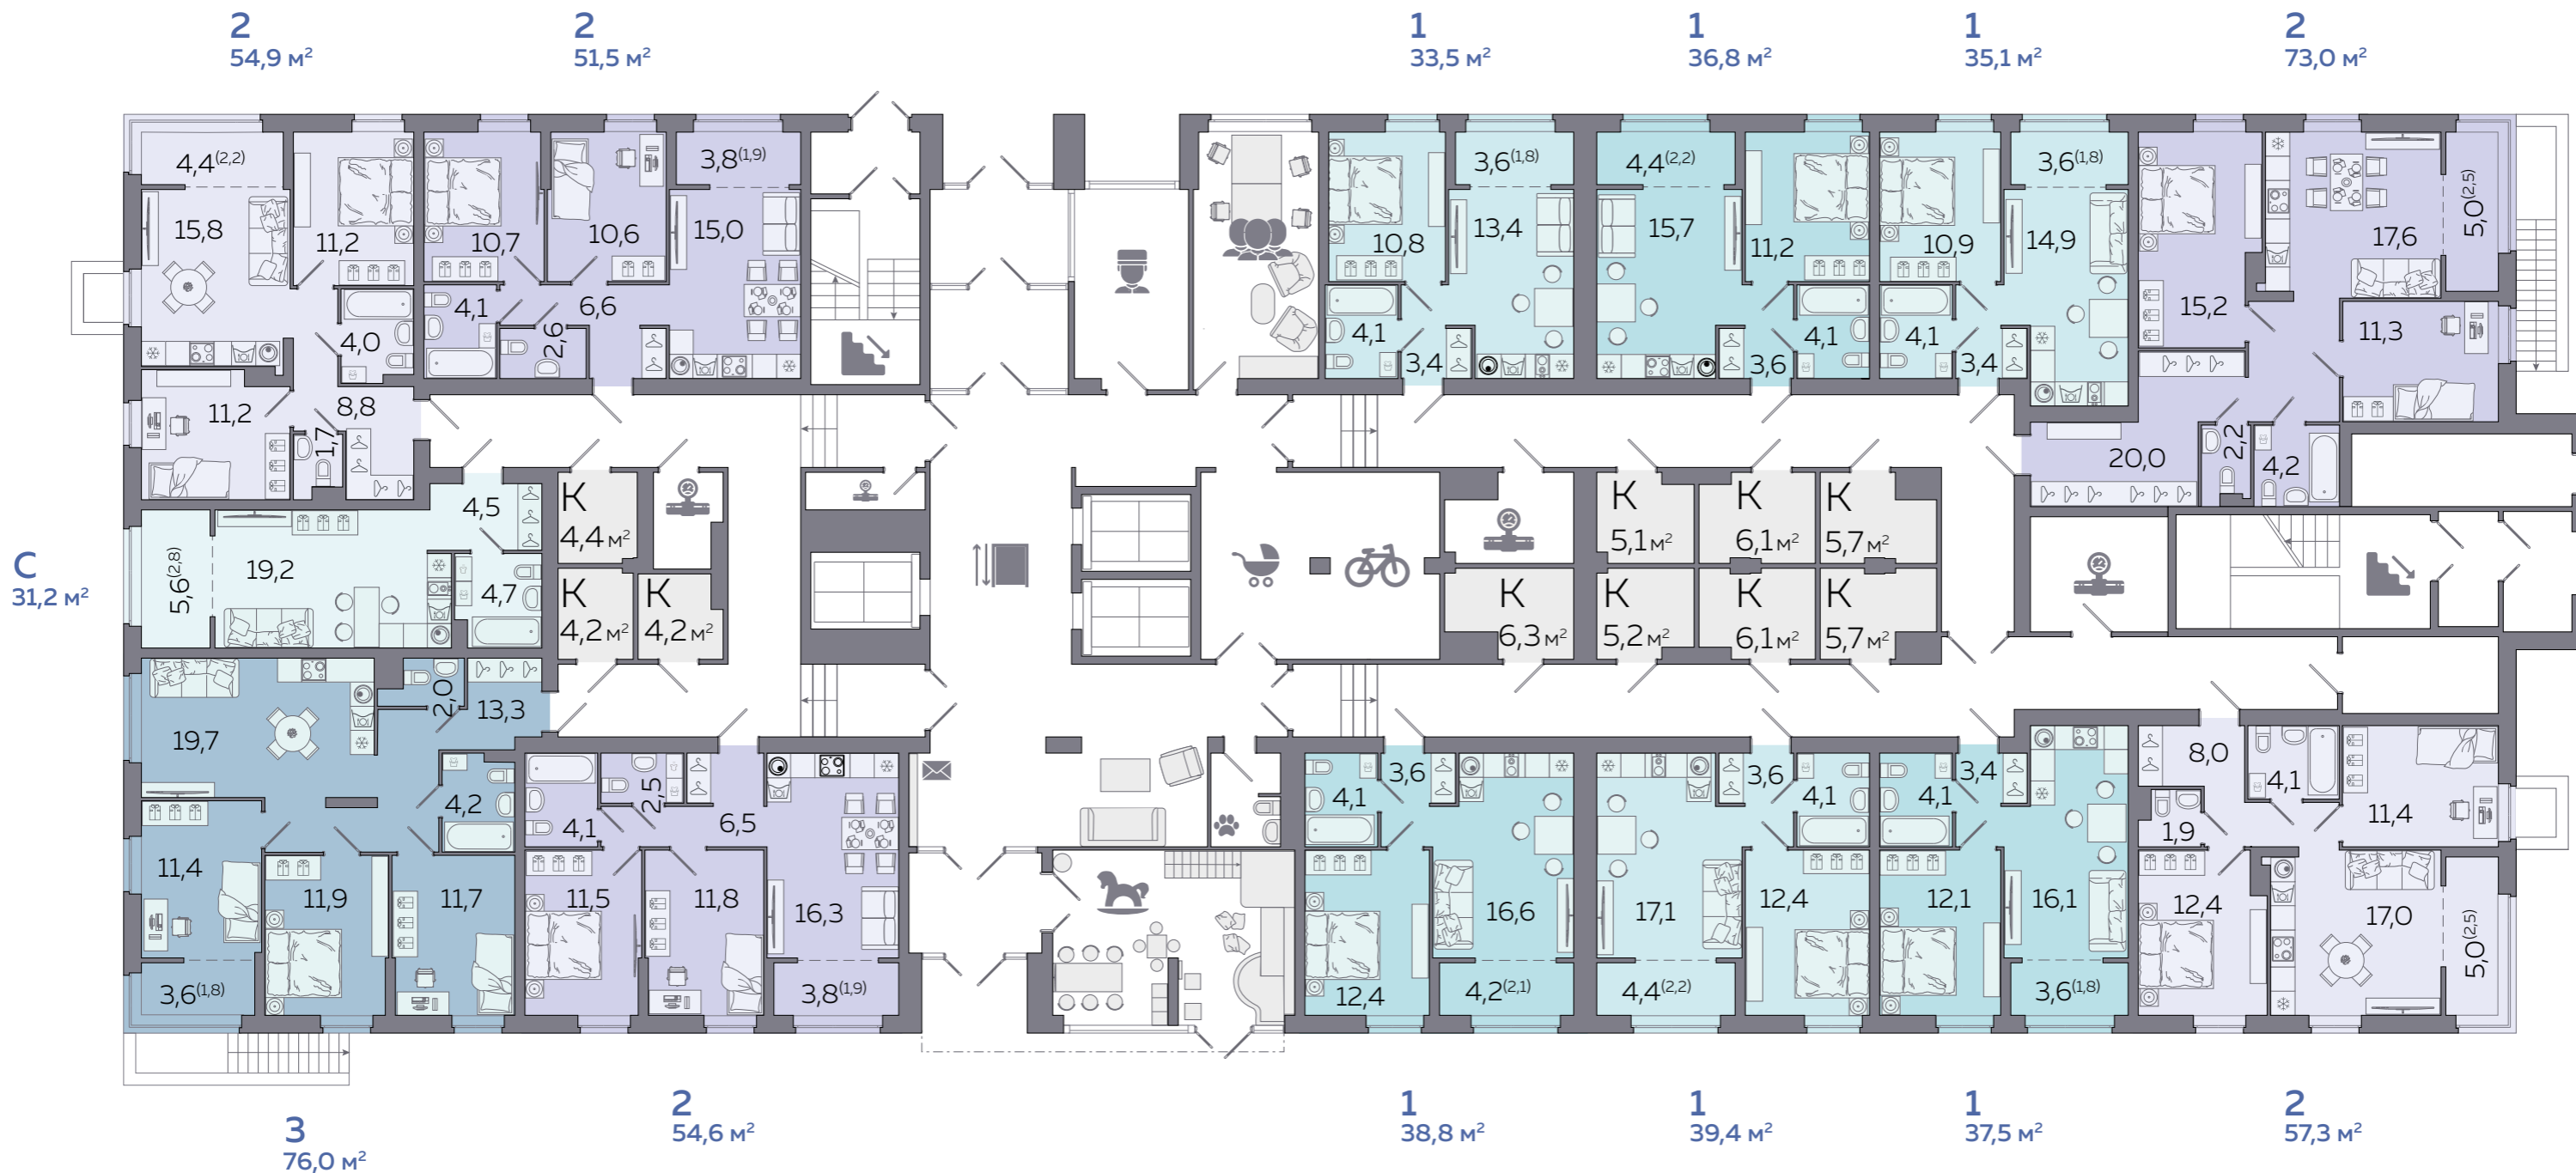 2
54,9 м²
2
51,5 м²
1
33,5 м²
1
36,8 м²
1
35,1 м²
2
73,0 м²
4,4(2,2)
15,8
11,2
4,0
11,2
8,8
1,7
10,7
10,6
3,8(1,9)
15,0
4,1
6,6
2,6
10,8
3,6(1,8)
13,4
4,1
3,4
4,4(2,2)
15,7
11,2
3,6
4,1
10,9
3,6(1,8)
14,9
4,1
3,4
15,2
17,6
5,0(2,5)
11,3
20,0
2,2
4,2
С
31,2 м²
5,6(2,8)
19,2
4,5
4,7
К
4,4 м²
К
4,2 м²
К
4,2 м²
К
5,1 м²
К
6,1 м²
К
5,7 м²
К
6,3 м²
К
5,2 м²
К
6,1 м²
К
5,7 м²
19,7
2,0
13,3
4,2
11,4
11,9
11,7
3,6(1,8)
4,1
2,5
6,5
11,5
11,8
16,3
3,8(1,9)
4,1
3,6
12,4
16,6
4,2(2,1)
17,1
3,6
4,1
12,4
4,4(2,2)
4,1
3,4
12,1
16,1
3,6(1,8)
8,0
4,1
1,9
11,4
12,4
17,0
5,0(2,5)
3
76,0 м²
2
54,6 м²
1
38,8 м²
1
39,4 м²
1
37,5 м²
2
57,3 м²